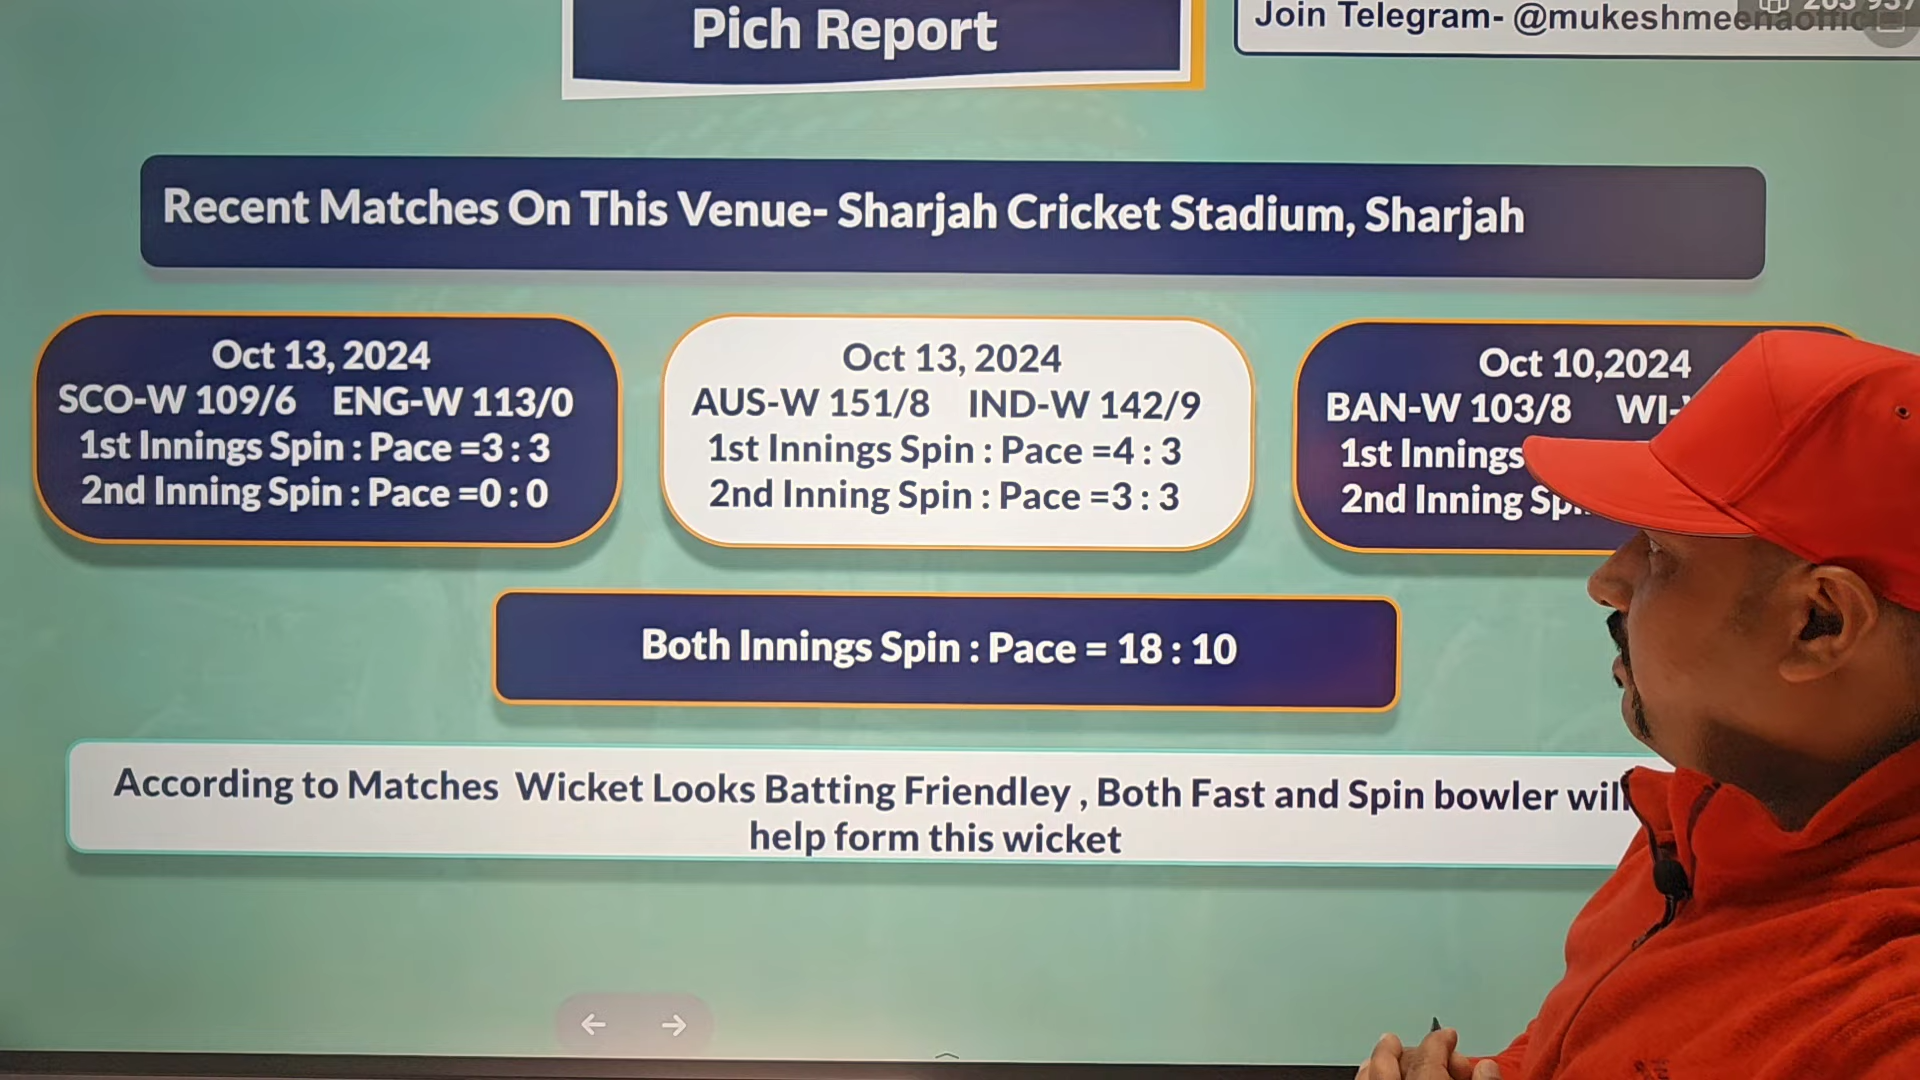 Pich Report
Join Telegram- @mukeshmeenaoffic
Recent Matches On This Venue- Sharjah Cricket Stadium, Sharjah
Oct 13, 2024
SCO-W 109/6 ENG-W 113/0
1st Innings Spin : Pace =3 : 3
2nd Inning Spin : Pace =0 : 0
Oct 13, 2024
AUS-W 151/8 IND-W 142/9
1st Innings Spin : Pace =4 : 3
2nd Inning Spin : Pace =3 : 3
Oct 10,2024
BAN-W 103/8 WI-
1st Innings
2nd Inning
Both Innings Spin : Pace = 18 : 10
According to Matches Wicket Looks Batting Friendley , Both Fast and Spin bowler will
help form this wicket